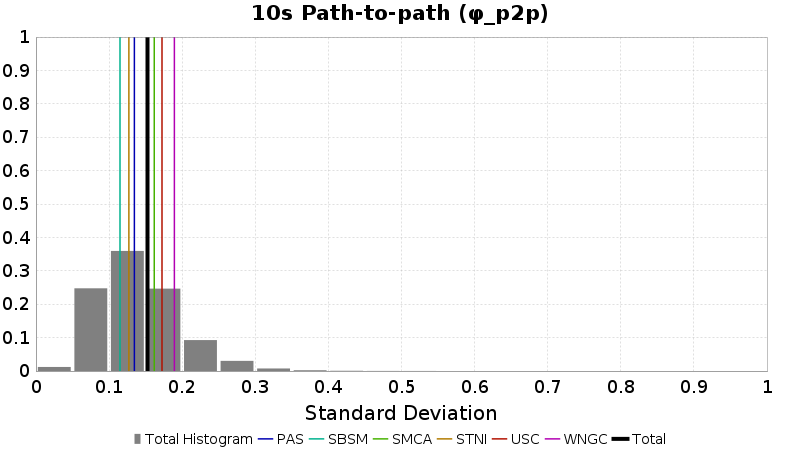 10s Path-to-path (φ_p2p)
1
0.9
0.8
0.7
0.6
0.5
0.4
0.3
0.2
0.1
0
0 0.1 0.2 0.3 0.4 0.5 0.6 0.7 0.8 0.9 1
Standard Deviation
Total Histogram PAS SBSM SMCA STNI USC WNGC Total